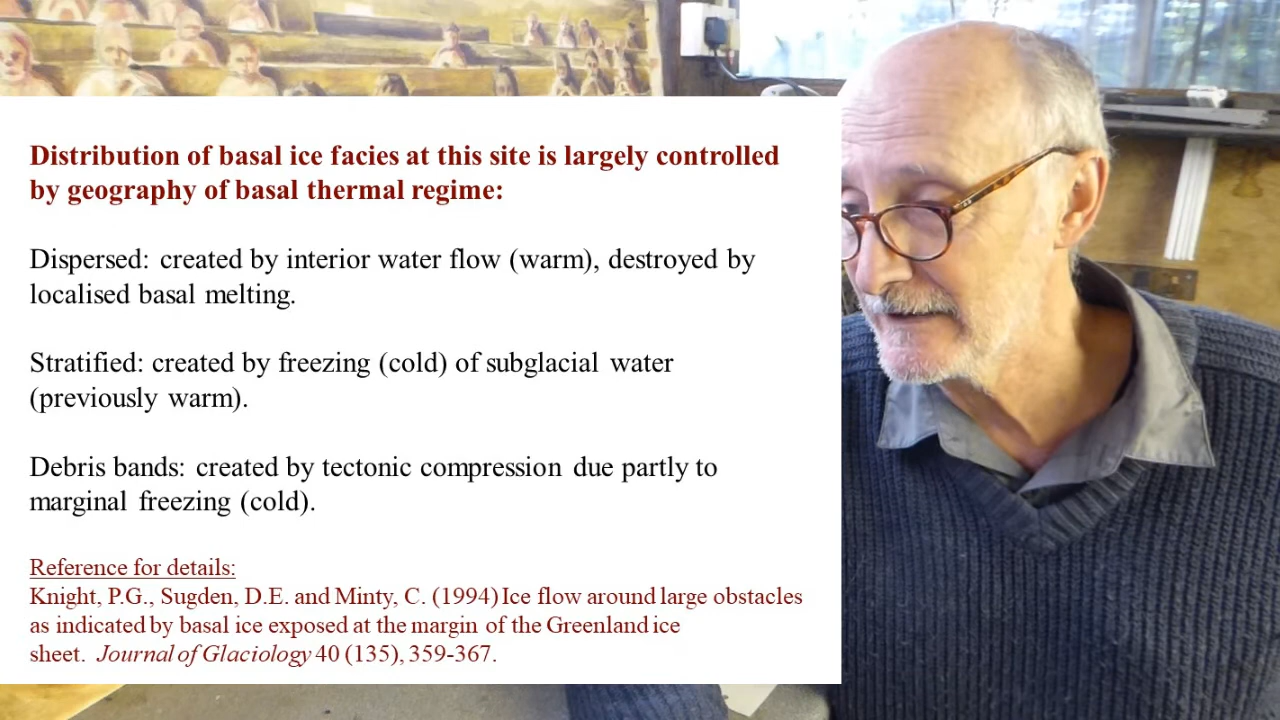 Distribution of basal ice facies at this site is largely controlled
by geography of basal thermal regime:
Dispersed: created by interior water flow (warm), destroyed by
localised basal melting.
Stratified: created by freezing (cold) of subglacial water
(previously warm).
Debris bands: created by tectonic compression due partly to
marginal freezing (cold).
Reference for details:
Knight, P.G., Sugden, D.E. and Minty, C. (1994) Ice flow around large obstacles
as indicated by basal ice exposed at the margin of the Greenland ice
sheet. Journal of Glaciology 40 (135), 359-367.